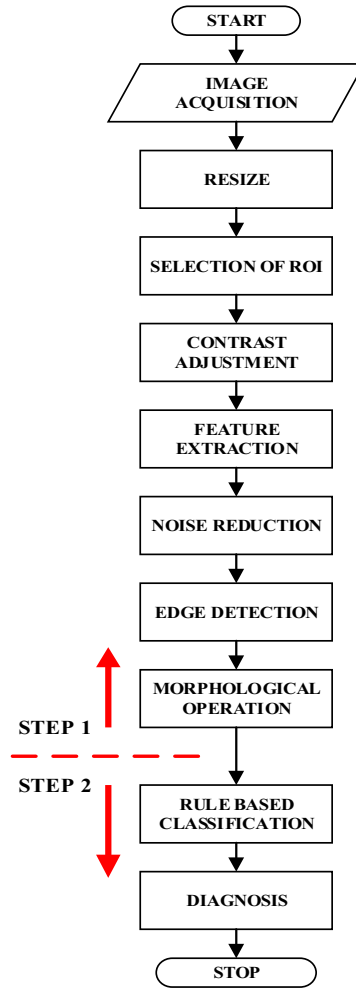 START
IMAGE
ACQUISITION
RESIZE
SELECTION OF ROI
CONTRAST
ADJUSTMENT
FEATURE
EXTRACTION
NOISE REDUCTION
EDGE DETECTION
MORPHOLOGICAL
OPERATION
STEP 1
STEP 2
RULE BASED
CLASSIFICATION
DIAGNOSIS
STOP